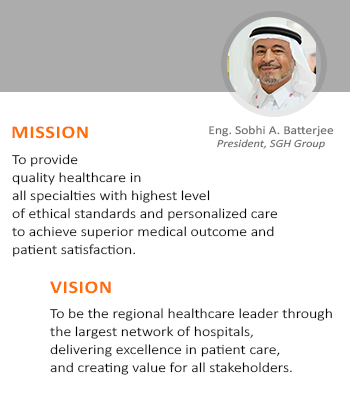 Eng. Sobhi A. Batterjee
President, SGH Group
MISSION
To provide
quality healthcare in
all specialties with highest level
of ethical standards and personalized care
to achieve superior medical outcome and
patient satisfaction.
VISION
To be the regional healthcare leader through
the largest network of hospitals,
delivering excellence in patient care,
and creating value for all stakeholders.